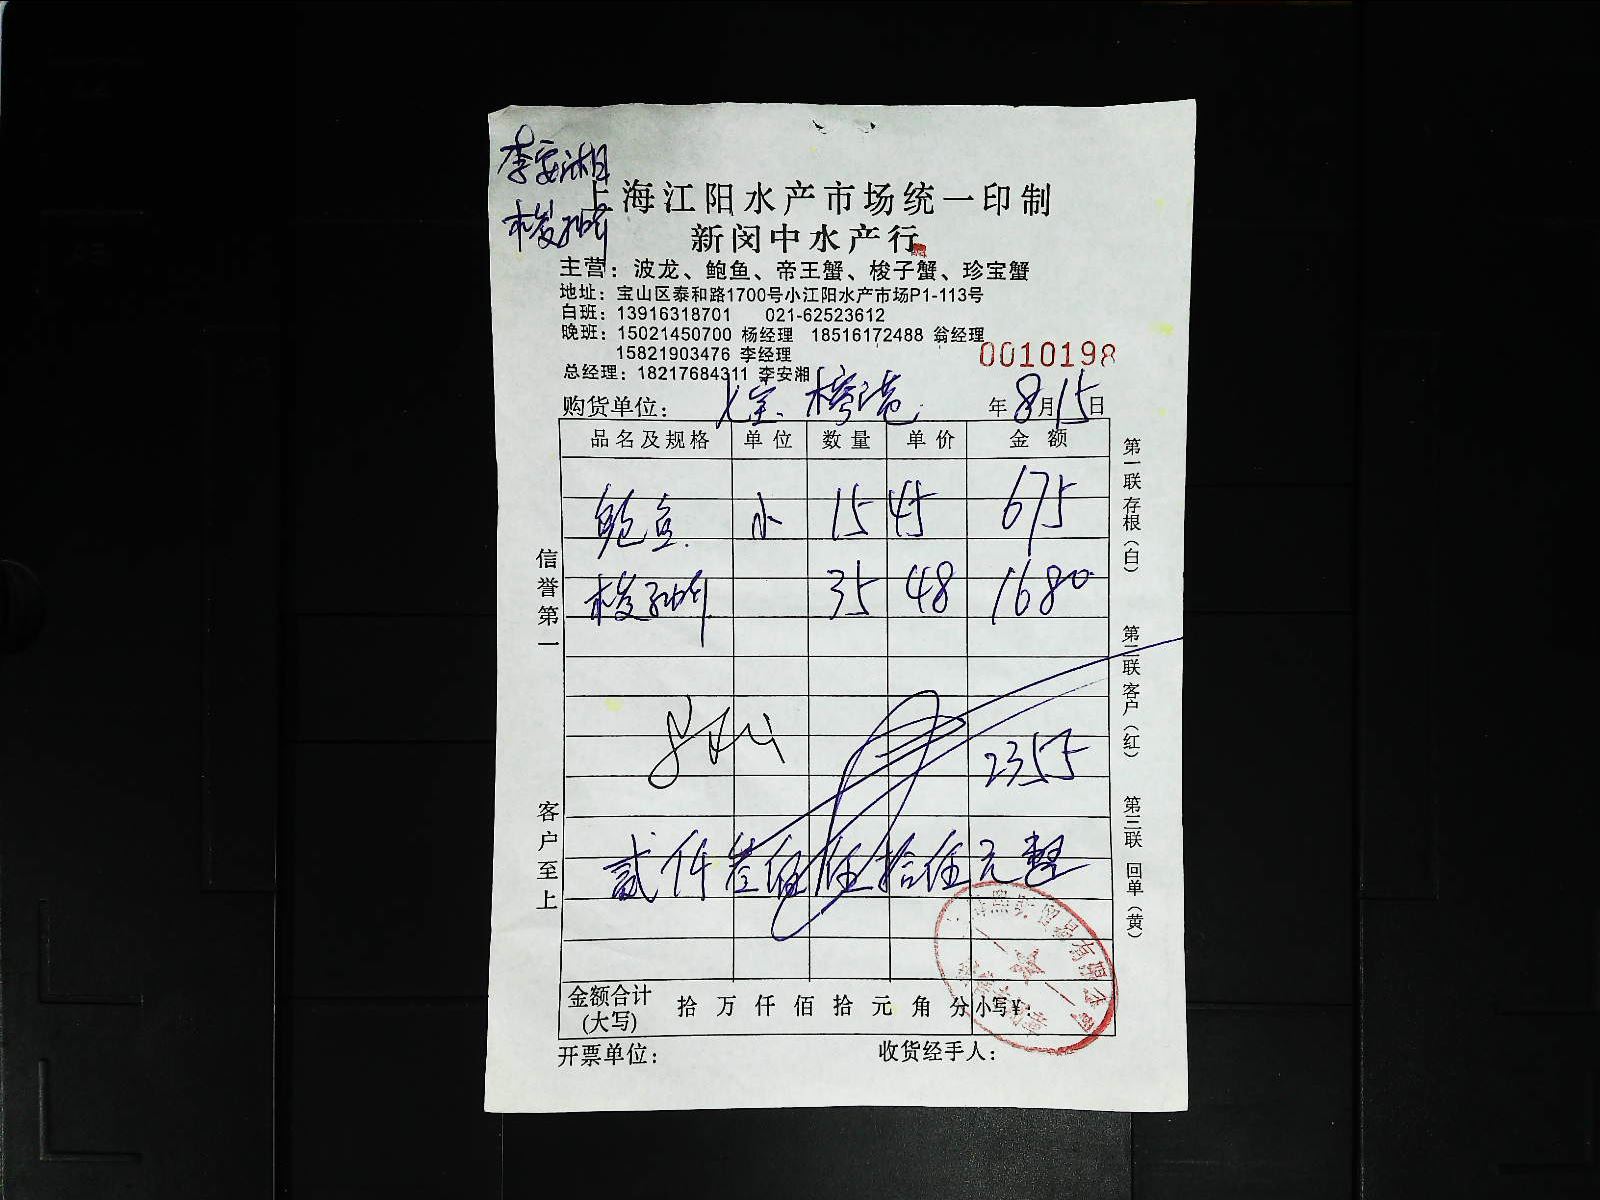 李安湘
梭子蟹
上海江阳水产市场统一印制
新闵中水产行
主营：波龙、鲍鱼、帝王蟹、梭子蟹、珍宝蟹
地址：宝山区泰和路1700号小江阳水产市场P1-113号
白班：13916318701 021-62523612
晚班：15021450700 杨经理 18516172488 翁经理
15821903476 李经理
0010198
总经理：18217684311 李安湘
购货单位： 七宝 年8月15日
品名及规格 单位 数量 单价 金额
鲍鱼 小 15 45 675
梭子蟹 35 48 1680
2355
贰仟叁佰伍拾伍元整
金额合计(大写) 拾 万 仟 佰 拾 元 角 分 小写¥：
开票单位： 收货经手人：
信誉第一
客户至上
第一联 存根（白）
第二联 客户（红）
第三联 回单（黄）